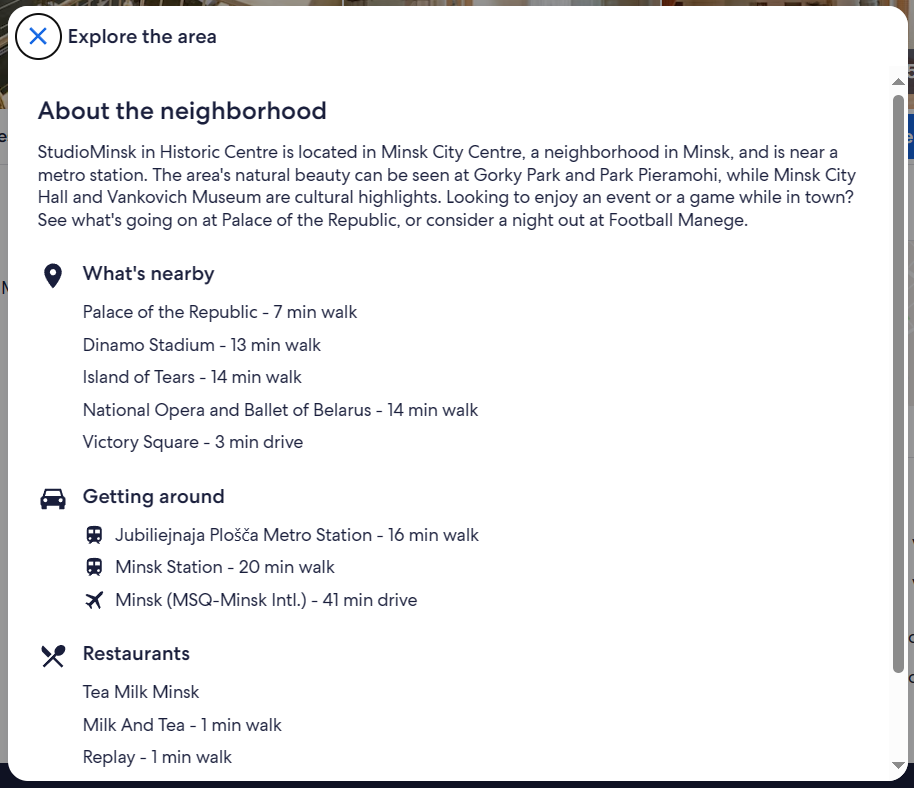 Explore the area
About the neighborhood
StudioMinsk in Historic Centre is located in Minsk City Centre, a neighborhood in Minsk, and is near a
metro station. The area's natural beauty can be seen at Gorky Park and Park Pieramohi, while Minsk City
Hall and Vankovich Museum are cultural highlights. Looking to enjoy an event or a game while in town?
See what's going on at Palace of the Republic, or consider a night out at Football Manege.
What's nearby
Palace of the Republic - 7 min walk
Dinamo Stadium - 13 min walk
Island of Tears - 14 min walk
National Opera and Ballet of Belarus - 14 min walk
Victory Square - 3 min drive
Getting around
Jubiliejnaja Plošča Metro Station - 16 min walk
Minsk Station - 20 min walk
Minsk (MSQ-Minsk Intl.) - 41 min drive
Restaurants
Tea Milk Minsk
Milk And Tea - 1 min walk
Replay - 1 min walk